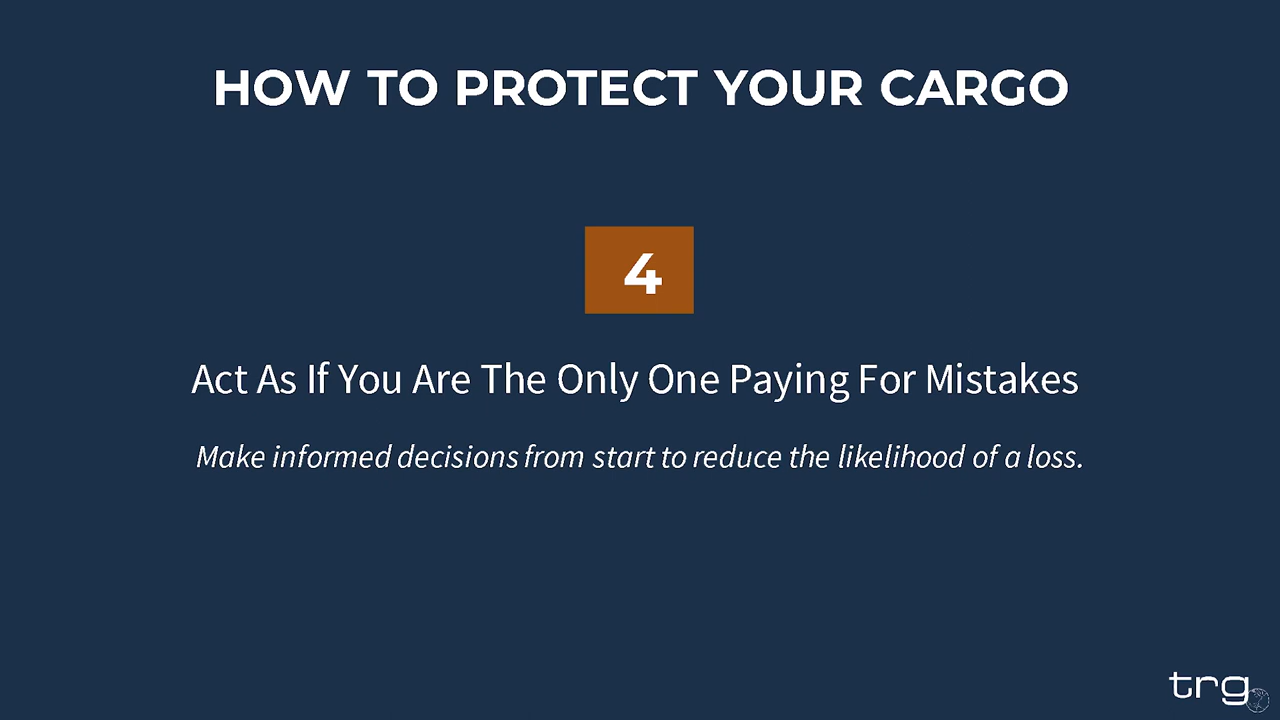 HOW TO PROTECT YOUR CARGO
4
Act As If You Are The Only One Paying For Mistakes
Make informed decisions from start to reduce the likelihood of a loss.
trg